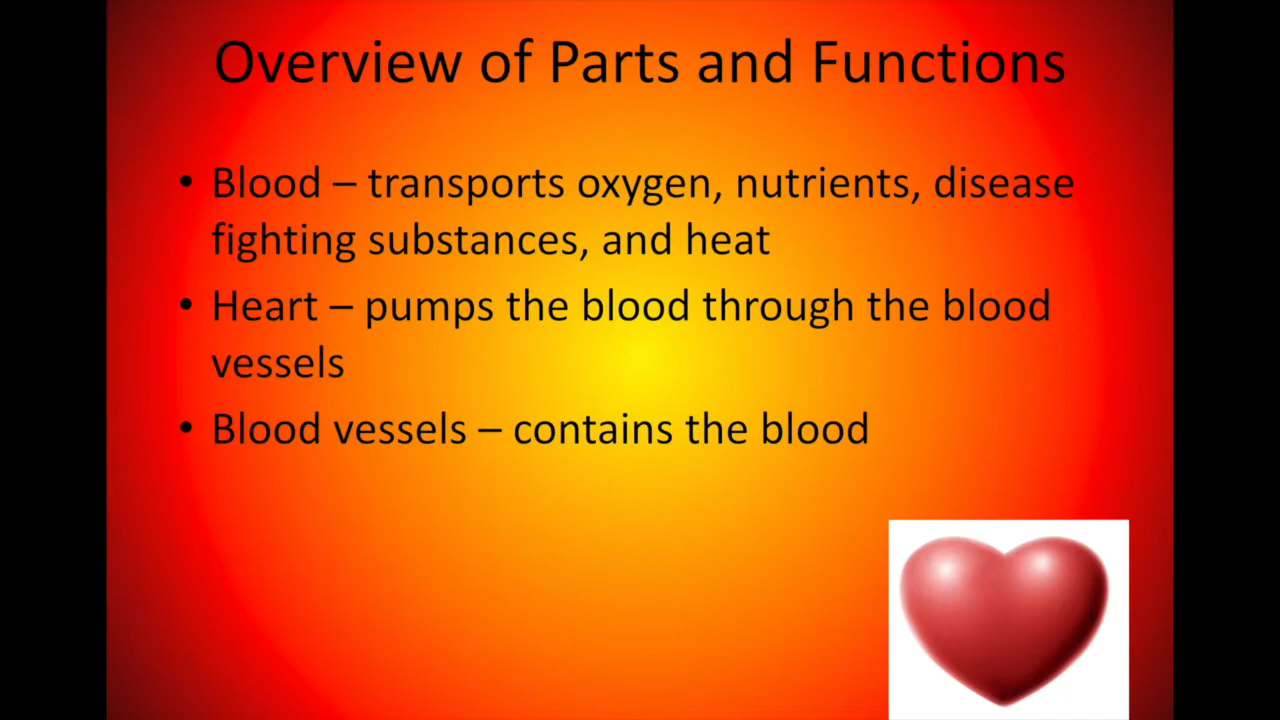 Overview of Parts and Functions
• Blood – transports oxygen, nutrients, disease
fighting substances, and heat
• Heart – pumps the blood through the blood
vessels
• Blood vessels – contains the blood